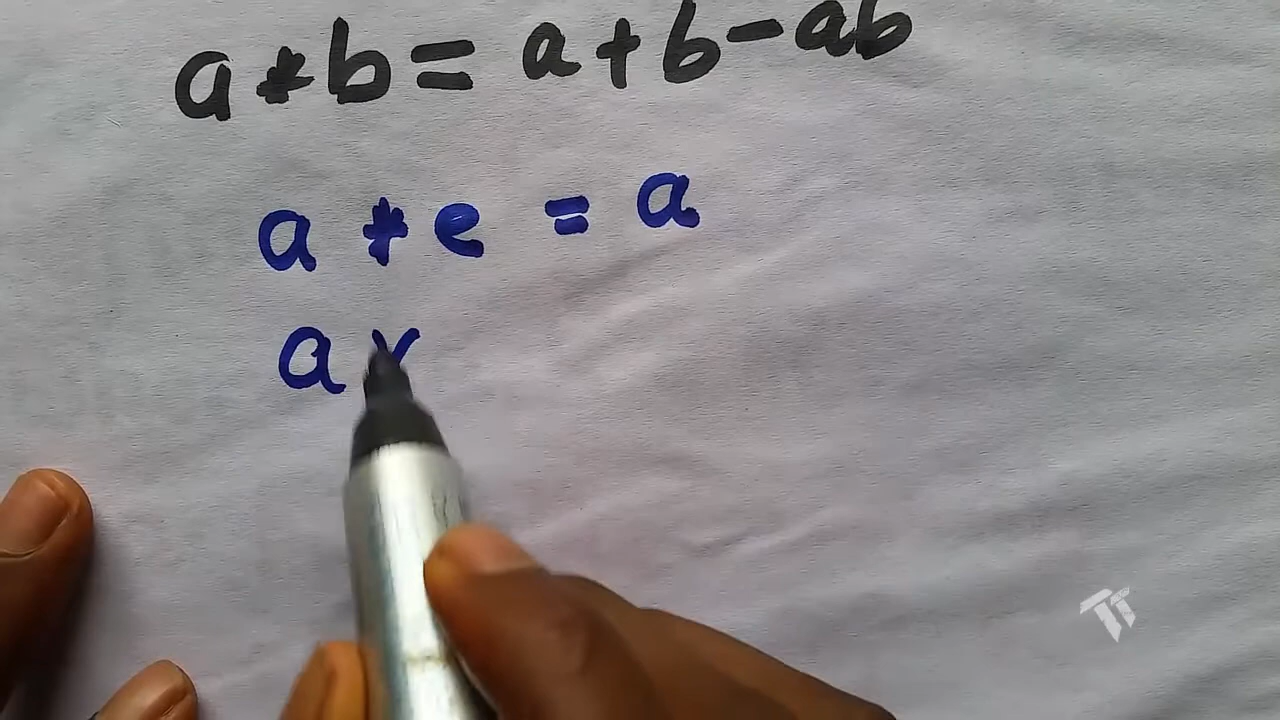 a * b = a + b - ab
a * e = a
a